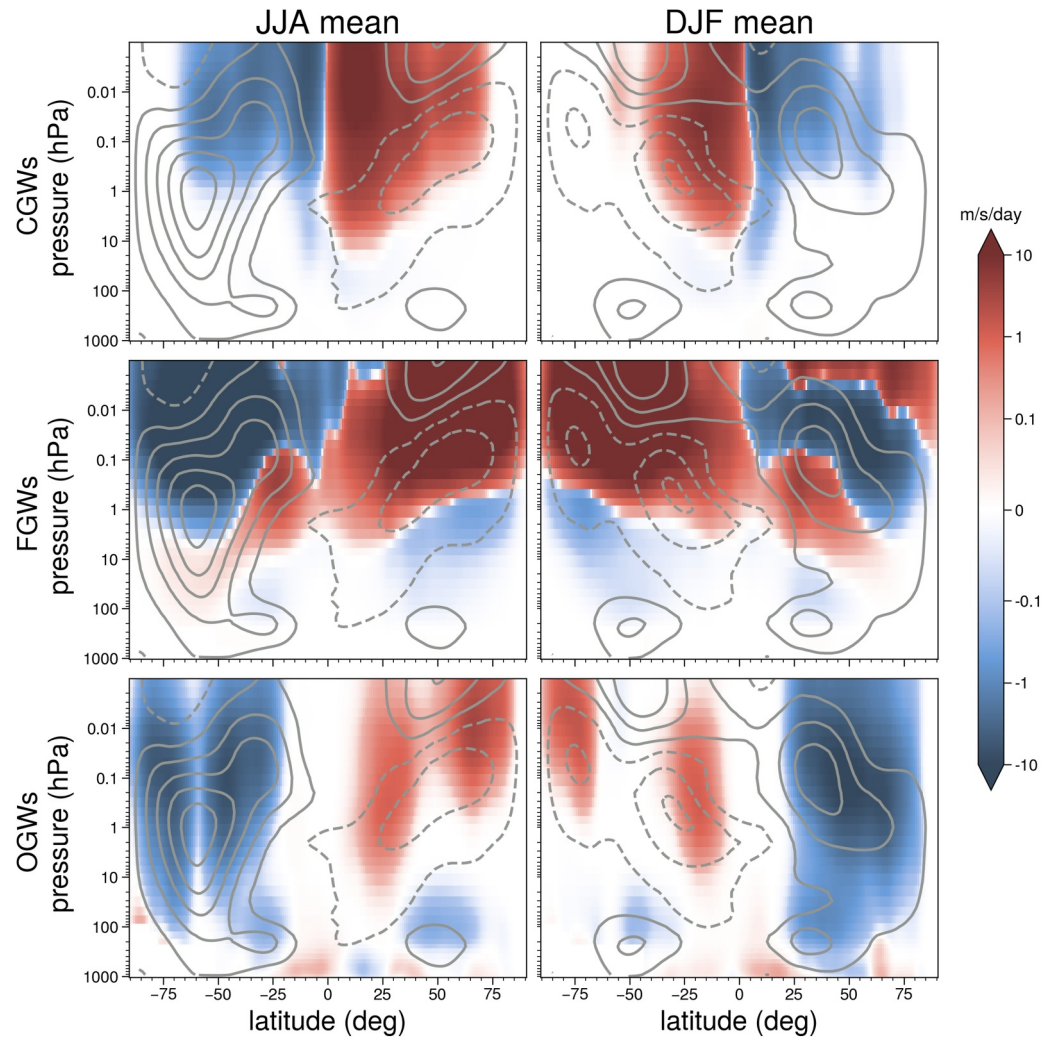 JJA mean
DJF mean
CGWs
pressure (hPa)
0.01
0.1
1
10
100
1000
FGWs
pressure (hPa)
0.01
0.1
1
10
100
1000
OGWs
pressure (hPa)
0.01
0.1
1
10
100
1000
-75 -50 -25 0 25 50 75
-75 -50 -25 0 25 50 75
latitude (deg)
latitude (deg)
m/s/day
10
1
0.1
0
-0.1
-1
-10